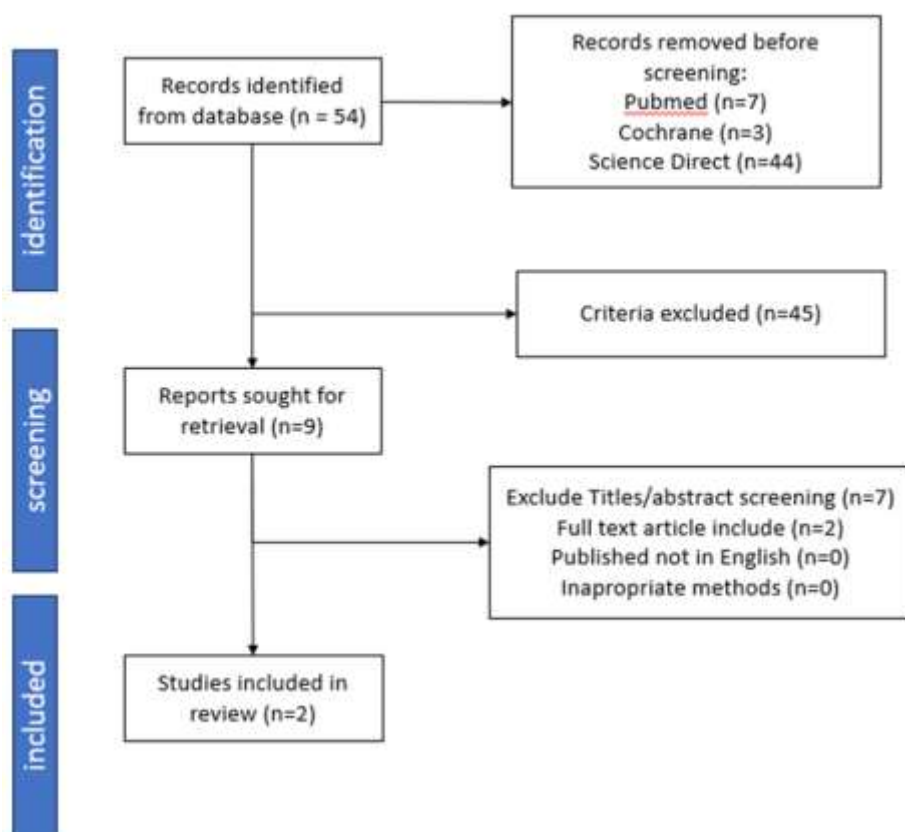 identification
Records identified
from database (n = 54)
Records removed before
screening:
Pubmed (n=7)
Cochrane (n=3)
Science Direct (n=44)
Criteria excluded (n=45)
screening
Reports sought for
retrieval (n=9)
Exclude Titles/abstract screening (n=7)
Full text article include (n=2)
Published not in English (n=0)
Inapropriate methods (n=0)
included
Studies included in
review (n=2)